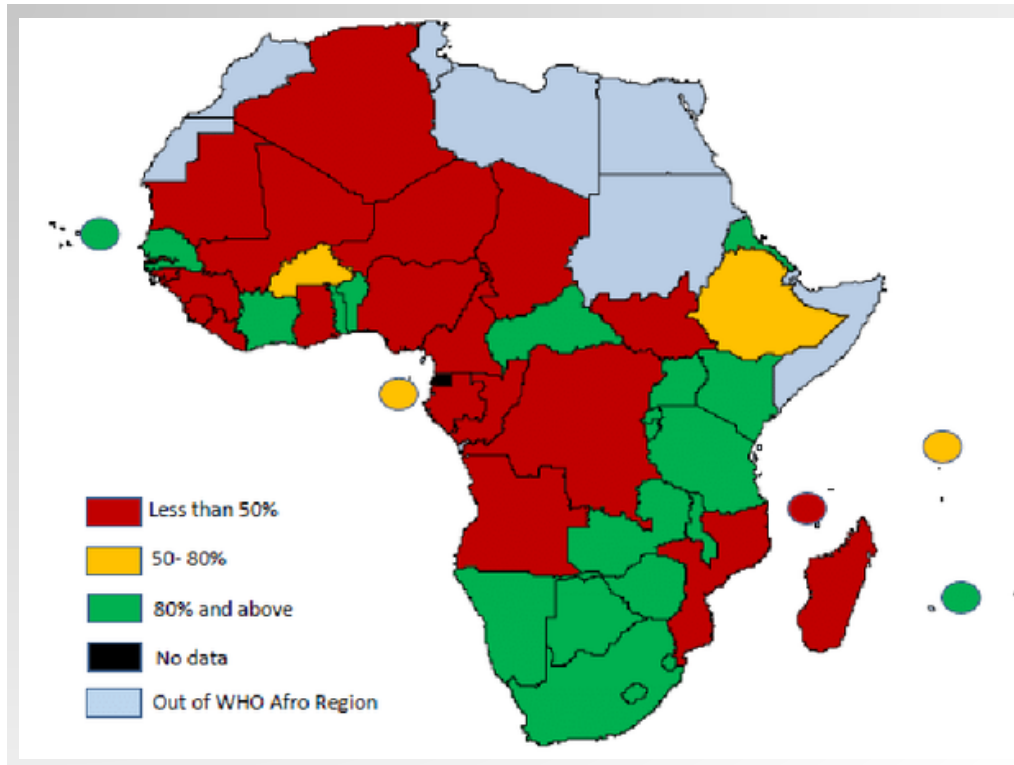 Less than 50%
50- 80%
80% and above
No data
Out of WHO Afro Region